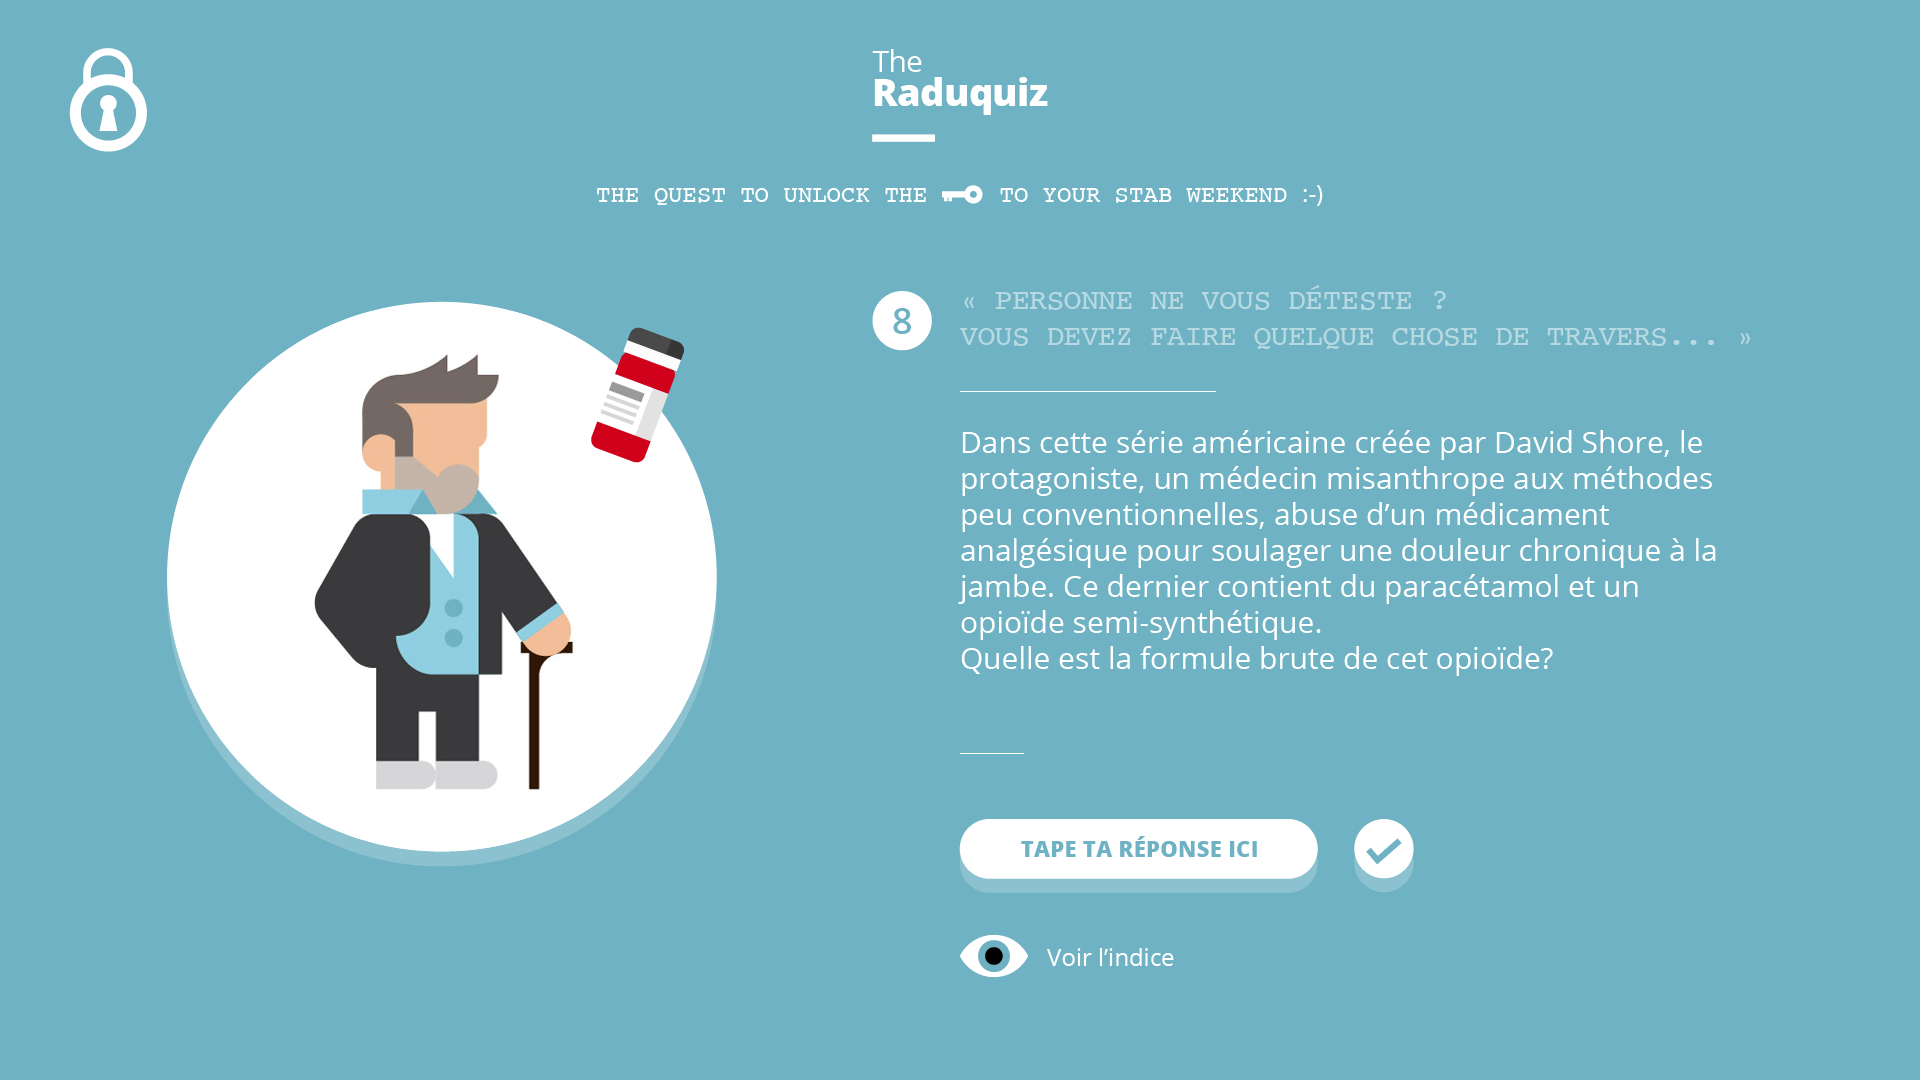 The
Raduquiz
THE QUEST TO UNLOCK THE TO YOUR STAB WEEKEND :-)
8
« PERSONNE NE VOUS DÉTESTE ?
VOUS DEVEZ FAIRE QUELQUE CHOSE DE TRAVERS... »
Dans cette série américaine créée par David Shore, le
protagoniste, un médecin misanthrope aux méthodes
peu conventionnelles, abuse d’un médicament
analgésique pour soulager une douleur chronique à la
jambe. Ce dernier contient du paracétamol et un
opioïde semi-synthétique.
Quelle est la formule brute de cet opioïde?
TAPE TA RÉPONSE ICI
Voir l’indice